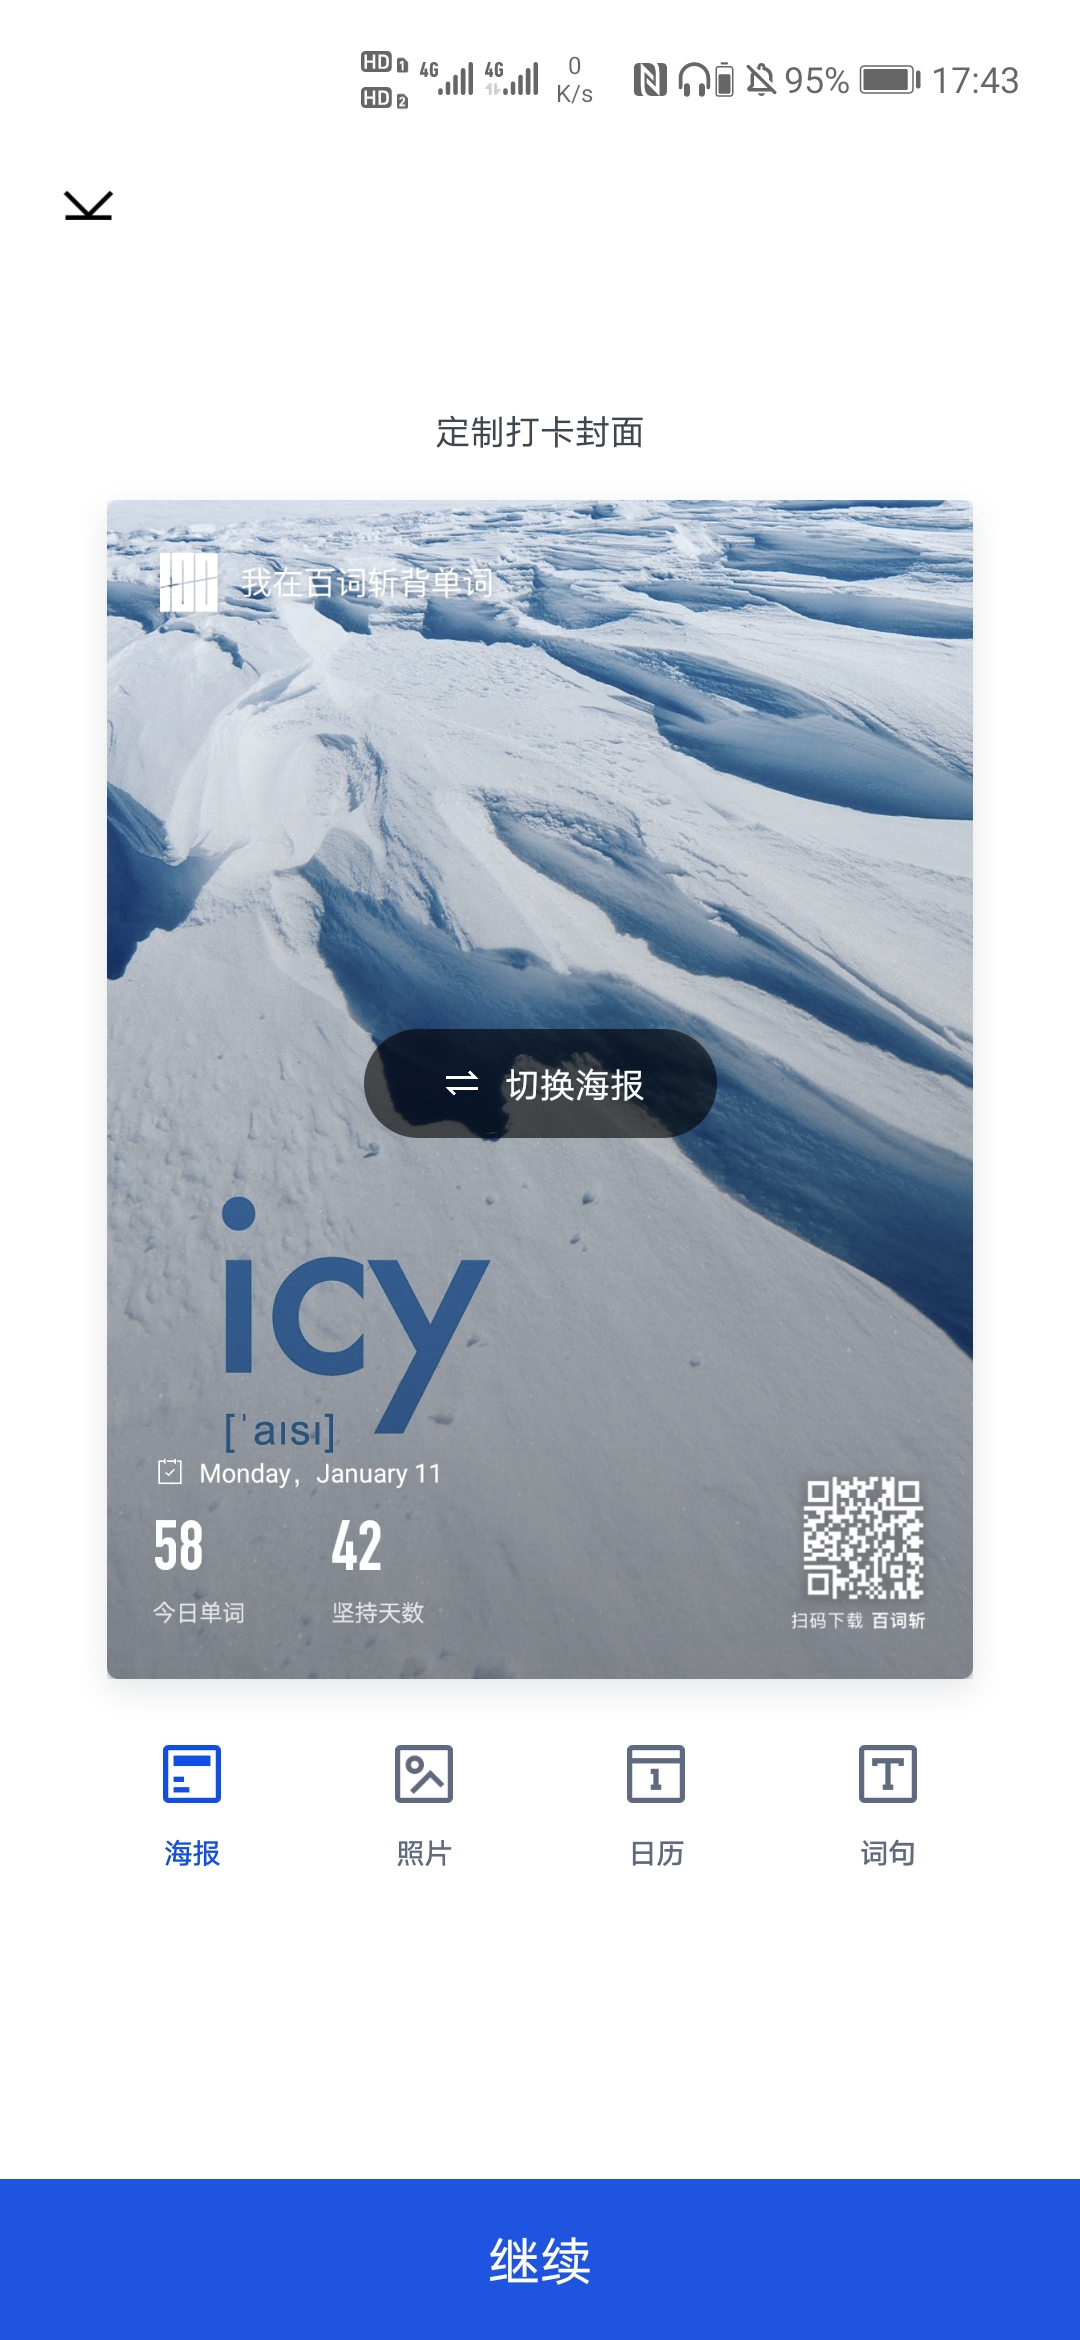 HD 1 4G 4G 0 95% 17:43
HD 2 K/s
定制打卡封面
我在百词斩背单词
切换海报
icy
[ˈaɪsɪ]
Monday，January 11
58 42
今日单词 坚持天数
扫码下载 百词斩
海报 照片 日历 词句
继续